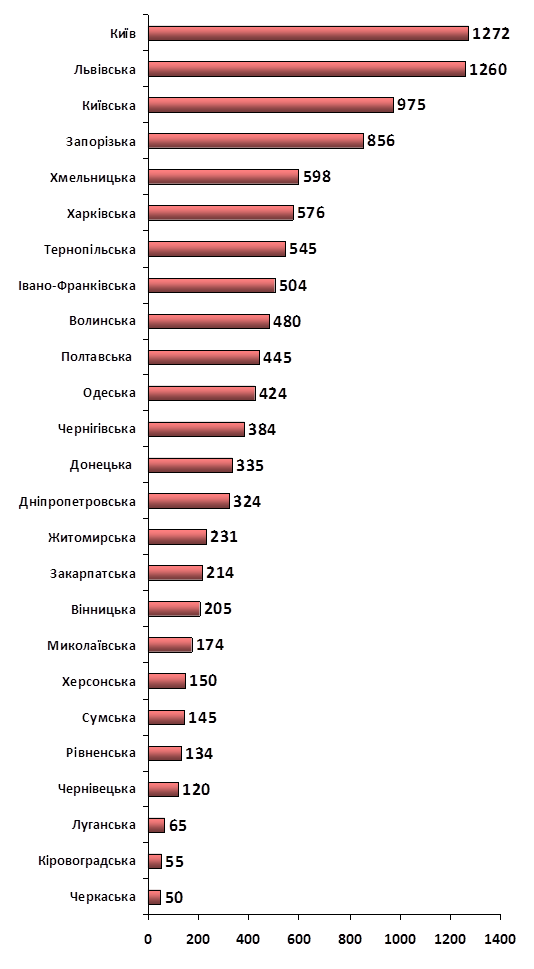 Київ 1272
Львівська 1260
Київська 975
Запорізька 856
Хмельницька 598
Харківська 576
Тернопільська 545
Івано-Франківська 504
Волинська 480
Полтавська 445
Одеська 424
Чернігівська 384
Донецька 335
Дніпропетровська 324
Житомирська 231
Закарпатська 214
Вінницька 205
Миколаївська 174
Херсонська 150
Сумська 145
Рівненська 134
Чернівецька 120
Луганська 65
Кіровоградська 55
Черкаська 50
0 200 400 600 800 1000 1200 1400